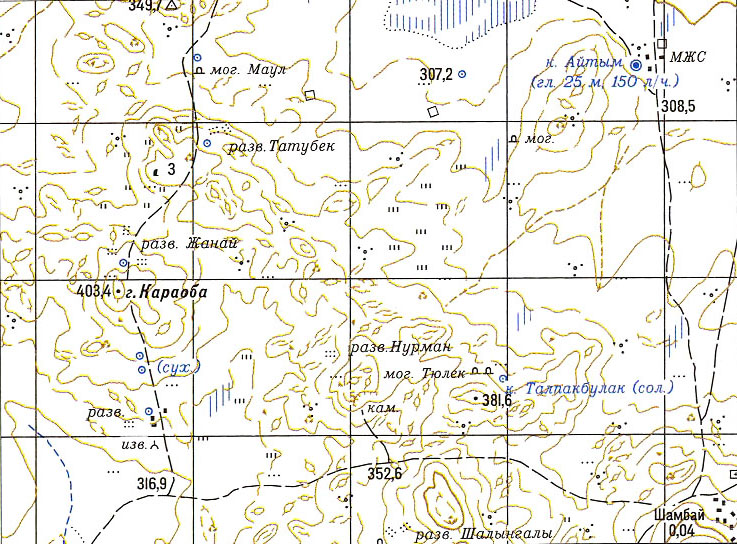 349,7
мог. Маул
307,2
к. Айтым
(гл. 25 м, 150 л/ч.)
МЖС
308,5
разв. Татубек
мог.
3
разв. Жанай
403,4
г. Караоба
(сух.)
разв. Нурман
мог. Тюлек
к. Талпакбулак (сол.)
381,6
кам.
разв.
изв.
316,9
352,6
Шамбай
0,04
разв. Шалынгалы